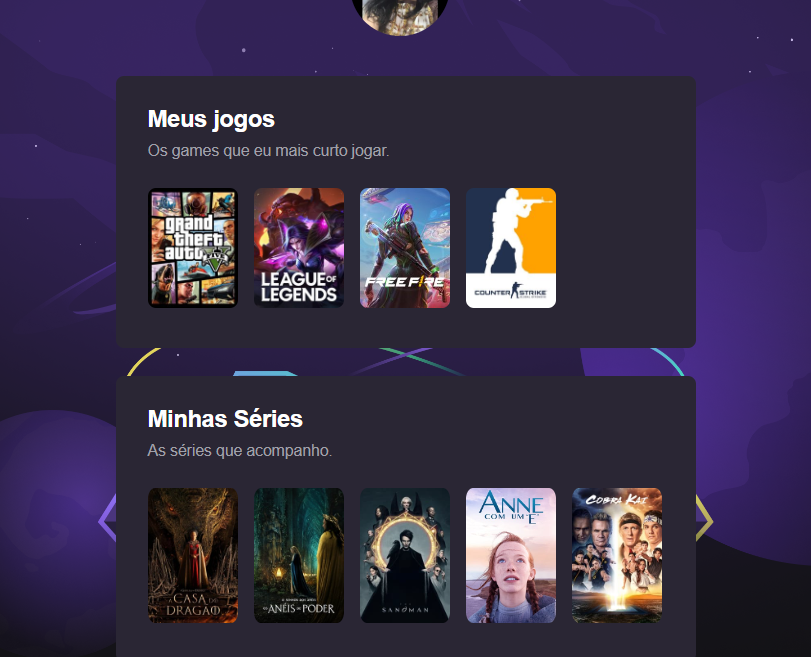 Meus jogos
Os games que eu mais curto jogar.
grand
theft
auto
LEAGUE OF
LEGENDS
FREE FIRE
COUNTER STRIKE
Minhas Séries
As séries que acompanho.
A CASA DO
DRAGÃO
OS ANÉIS DE PODER
SANDMAN
ANNE
COM UM "E"
COBRA KAI